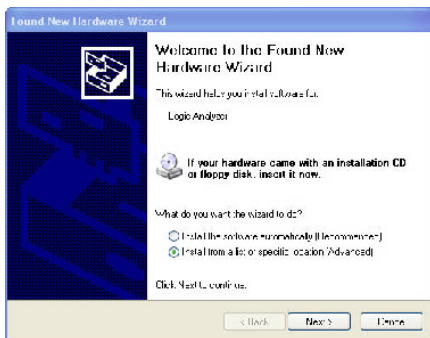 Found New Hardware Wizard
Welcome to the Found New
Hardware Wizard
This wizard helps you install software for:
Logic Analyzer
If your hardware came with an installation CD
or floppy disk, insert it now.
What do you want the wizard to do?
Install the software automatically (Recommended)
Install from a list or specific location (Advanced)
Click Next to continue.
< Back Next > Cancel